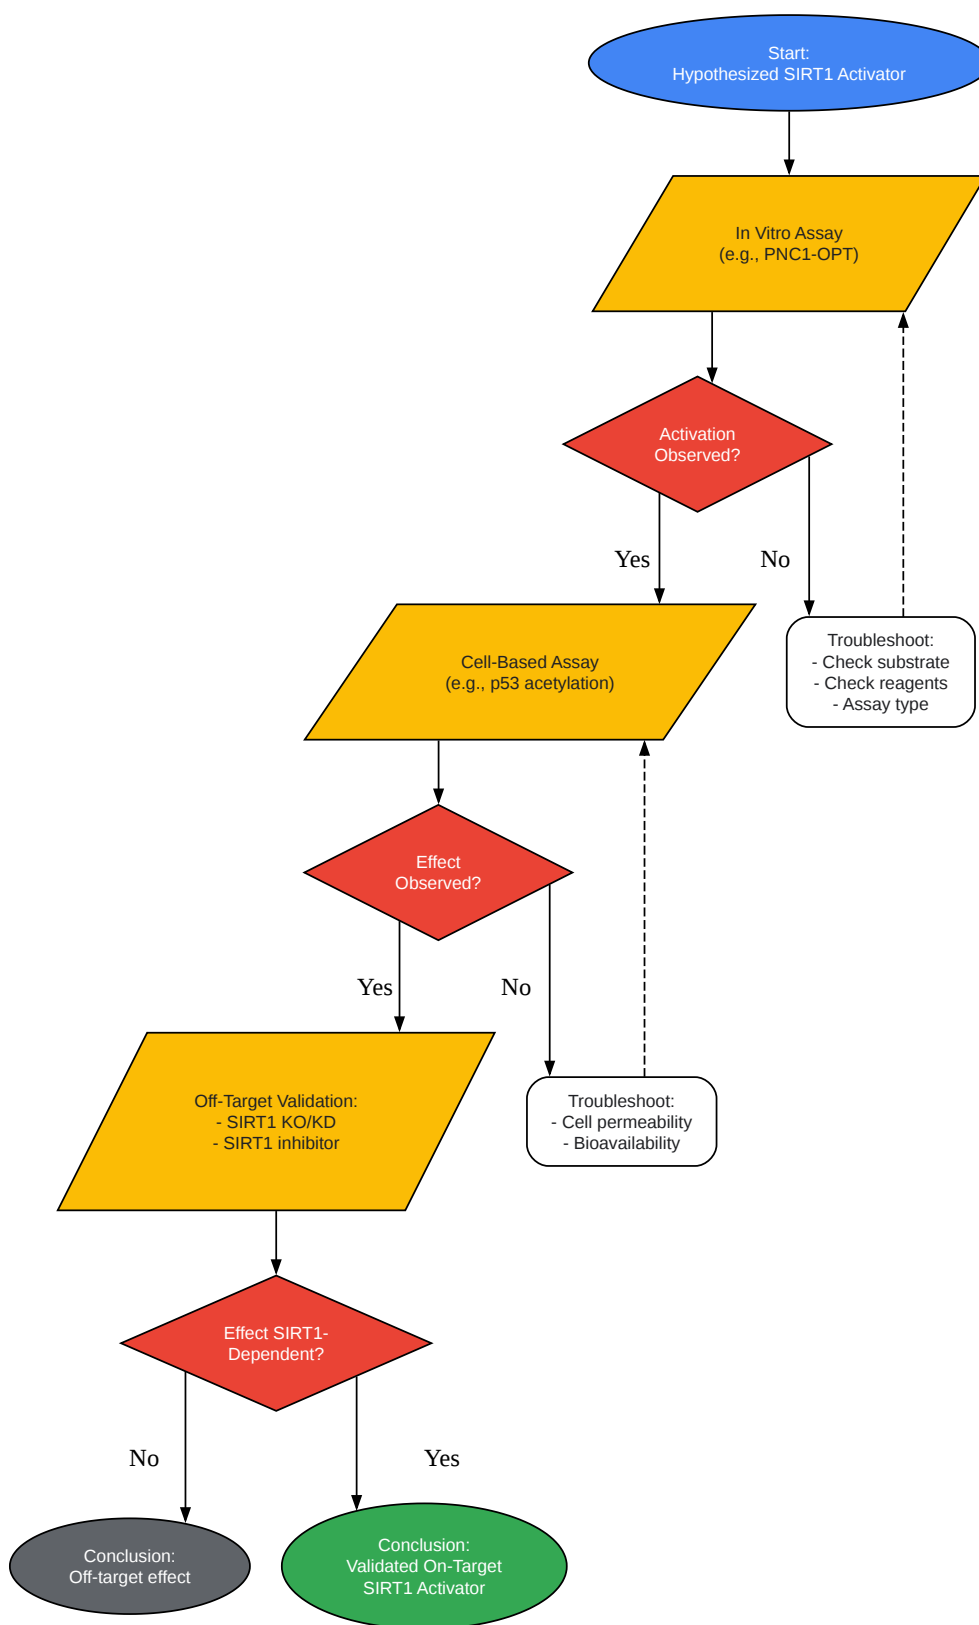 Start:
Hypothesized SIRT1 Activator
In Vitro Assay
(e.g., PNC1-OPT)
Activation
Observed?
Yes
No
Troubleshoot:
- Check substrate
- Check reagents
- Assay type
Cell-Based Assay
(e.g., p53 acetylation)
Effect
Observed?
Yes
No
Troubleshoot:
- Cell permeability
- Bioavailability
Off-Target Validation:
- SIRT1 KO/KD
- SIRT1 inhibitor
Effect SIRT1-
Dependent?
No
Yes
Conclusion:
Off-target effect
Conclusion:
Validated On-Target
SIRT1 Activator